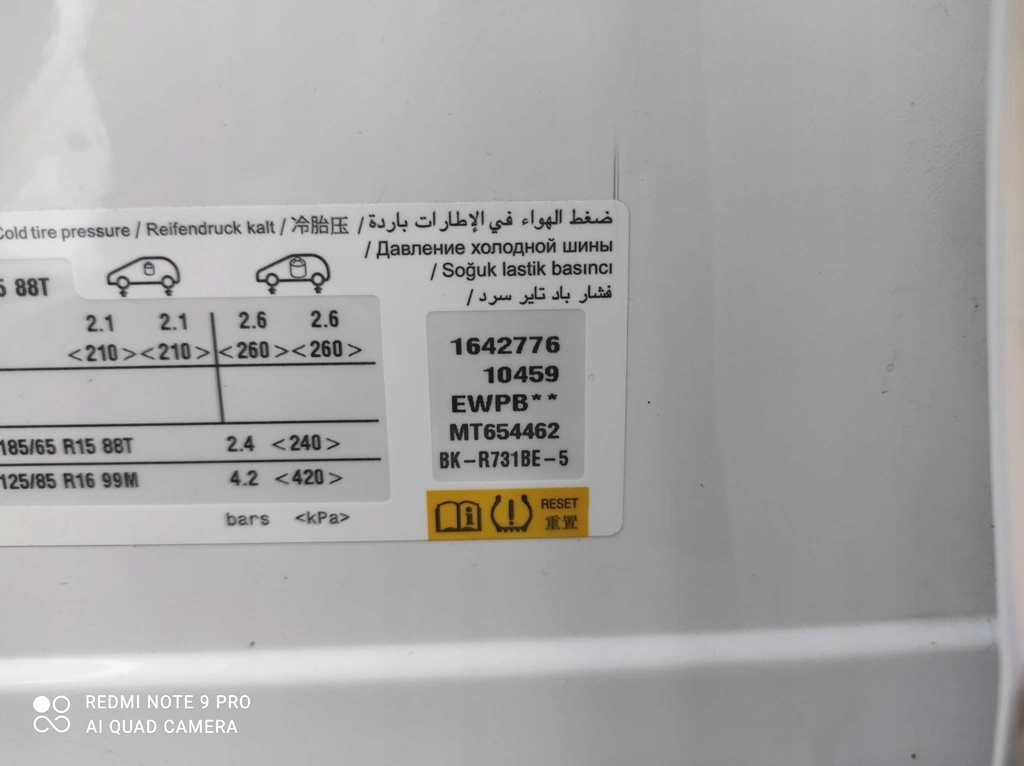 Cold tire pressure / Reifendruck kalt / 冷胎压 / ضغط الهواء في الإطارات باردة
/ Давление холодной шины
/ Soğuk lastik basıncı
/ فشار باد تایر سرد
5 88T
2.1 2.1 2.6 2.6
<210><210><260><260>
185/65 R15 88T 2.4 <240>
125/85 R16 99M 4.2 <420>
bars <kPa>
1642776
10459
EWPB**
MT654462
BK-R731BE-5
RESET
重置
REDMI NOTE 9 PRO
AI QUAD CAMERA